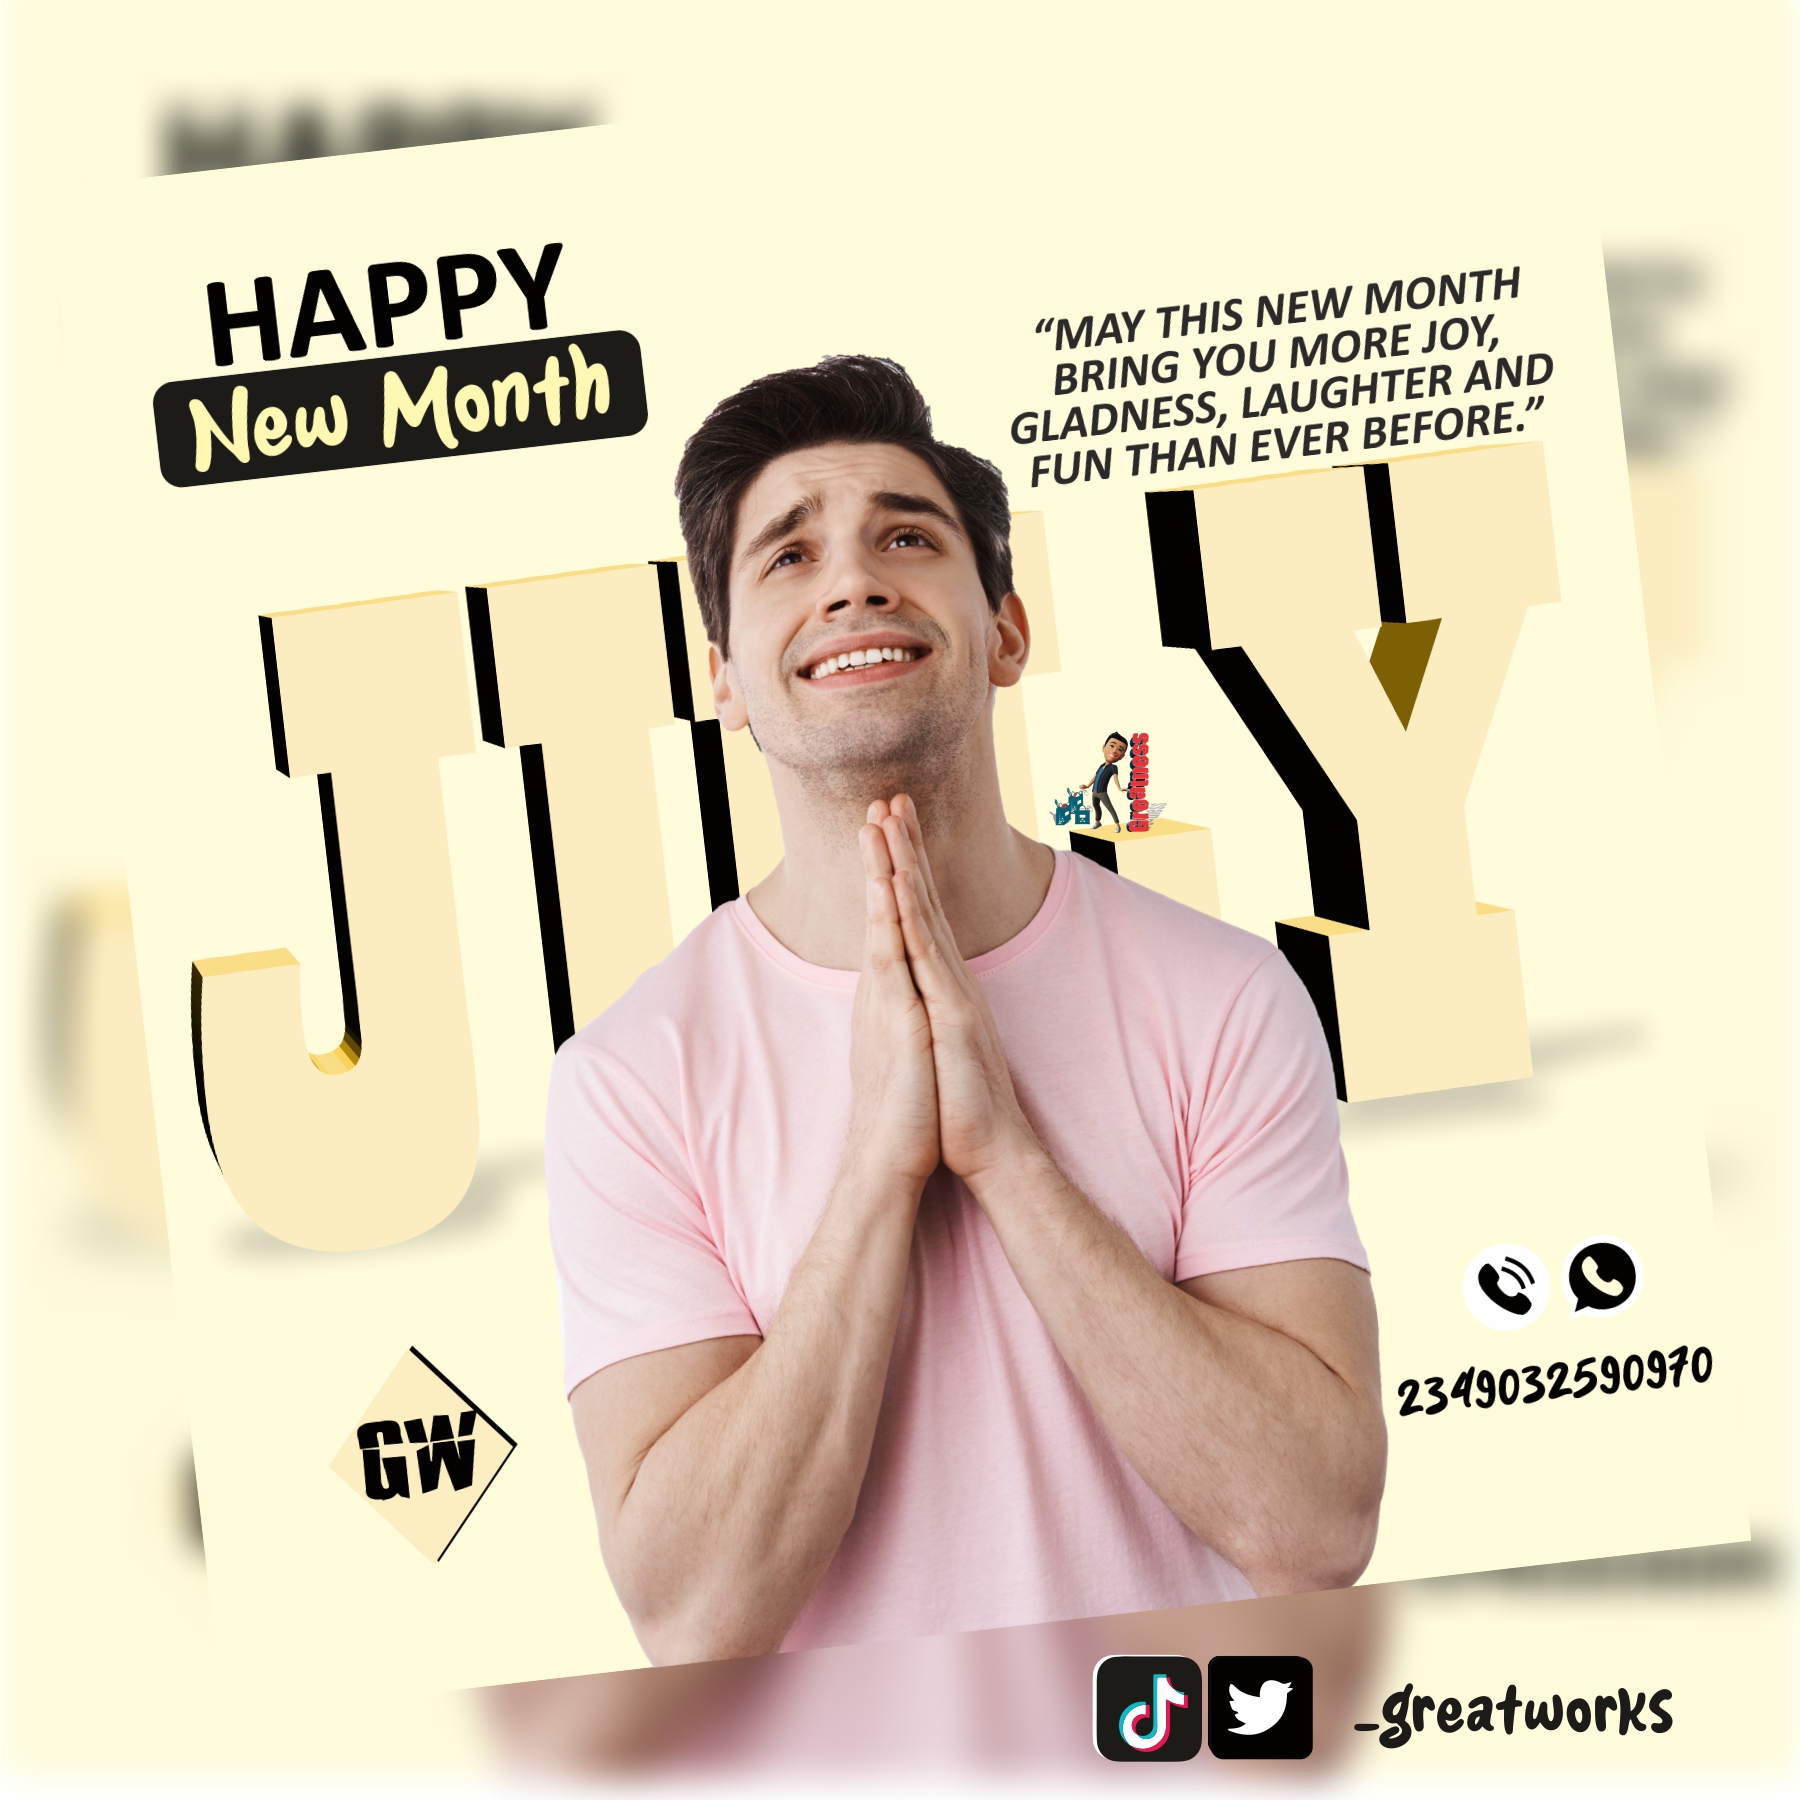 HAPPY
New Month
“MAY THIS NEW MONTH
BRING YOU MORE JOY,
GLADNESS, LAUGHTER AND
FUN THAN EVER BEFORE.”
Greatness
GW
2349032590970
_greatworks